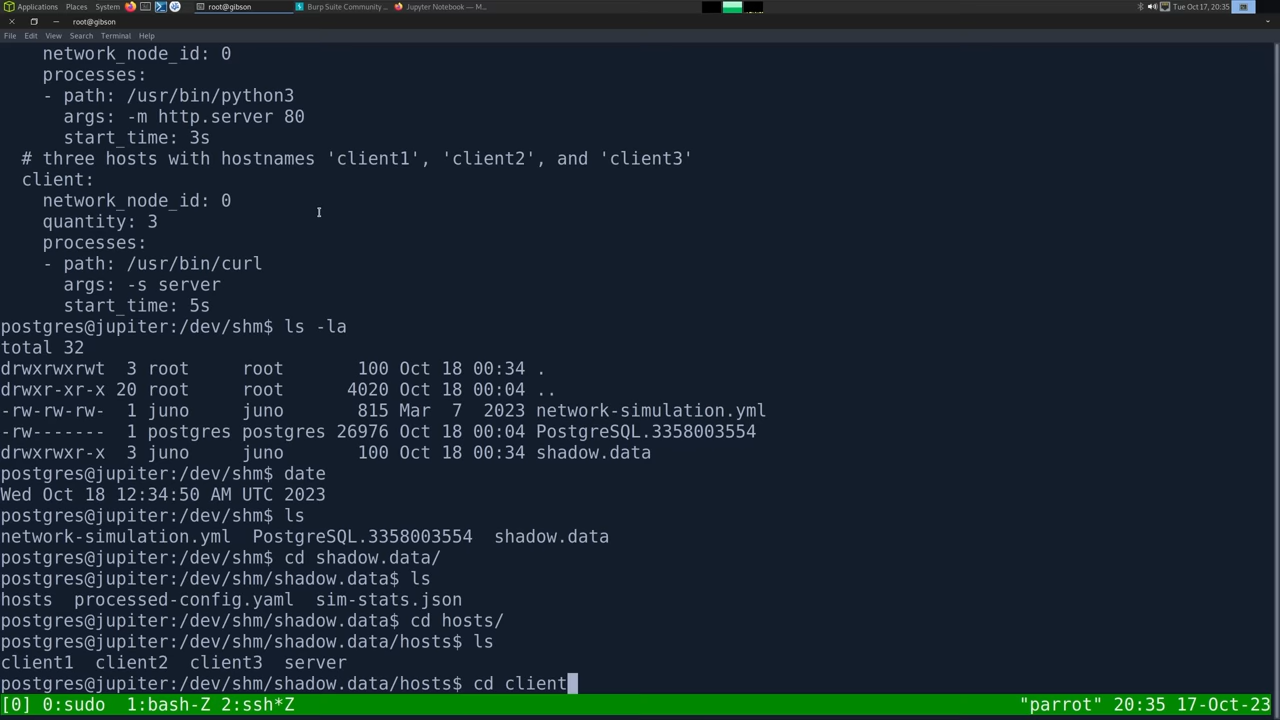 Applications Places System root@gibson Burp Suite Community ... Jupyter Notebook — M... Tue Oct 17, 20:35
root@gibson
File Edit View Search Terminal Help
    network_node_id: 0
    processes:
    - path: /usr/bin/python3
      args: -m http.server 80
      start_time: 3s
  # three hosts with hostnames 'client1', 'client2', and 'client3'
  client:
    network_node_id: 0
    quantity: 3
    processes:
    - path: /usr/bin/curl
      args: -s server
      start_time: 5s
postgres@jupiter:/dev/shm$ ls -la
total 32
drwxrwxrwt  3 root     root       100 Oct 18 00:34 .
drwxr-xr-x 20 root     root      4020 Oct 18 00:04 ..
-rw-rw-rw-  1 juno     juno       815 Mar  7  2023 network-simulation.yml
-rw-------  1 postgres postgres 26976 Oct 18 00:04 PostgreSQL.3358003554
drwxrwxr-x  3 juno     juno       100 Oct 18 00:34 shadow.data
postgres@jupiter:/dev/shm$ date
Wed Oct 18 12:34:50 AM UTC 2023
postgres@jupiter:/dev/shm$ ls
network-simulation.yml  PostgreSQL.3358003554  shadow.data
postgres@jupiter:/dev/shm$ cd shadow.data/
postgres@jupiter:/dev/shm/shadow.data$ ls
hosts  processed-config.yaml  sim-stats.json
postgres@jupiter:/dev/shm/shadow.data$ cd hosts/
postgres@jupiter:/dev/shm/shadow.data/hosts$ ls
client1  client2  client3  server
postgres@jupiter:/dev/shm/shadow.data/hosts$ cd client
[0] 0:sudo  1:bash-Z 2:ssh*Z "parrot" 20:35 17-Oct-23